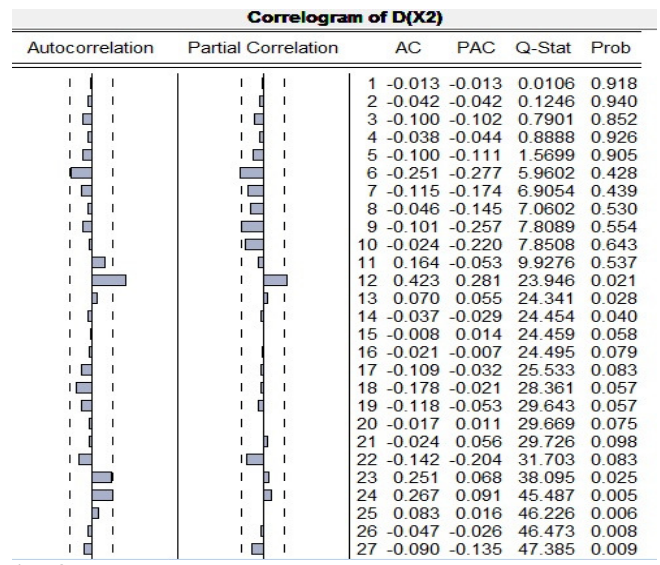 Correlogram of D(X2)
Autocorrelation Partial Correlation AC PAC Q-Stat Prob
1 -0.013 -0.013 0.0106 0.918
2 -0.042 -0.042 0.1246 0.940
3 -0.100 -0.102 0.7901 0.852
4 -0.038 -0.044 0.8888 0.926
5 -0.100 -0.111 1.5699 0.905
6 -0.251 -0.277 5.9602 0.428
7 -0.115 -0.174 6.9054 0.439
8 -0.046 -0.145 7.0602 0.530
9 -0.101 -0.257 7.8089 0.554
10 -0.024 -0.220 7.8508 0.643
11 0.164 -0.053 9.9276 0.537
12 0.423 0.281 23.946 0.021
13 0.070 0.055 24.341 0.028
14 -0.037 -0.029 24.454 0.040
15 -0.008 0.014 24.459 0.058
16 -0.021 -0.007 24.495 0.079
17 -0.109 -0.032 25.533 0.083
18 -0.178 -0.021 28.361 0.057
19 -0.118 -0.053 29.643 0.057
20 -0.017 0.011 29.669 0.075
21 -0.024 0.056 29.726 0.098
22 -0.142 -0.204 31.703 0.083
23 0.251 0.068 38.095 0.025
24 0.267 0.091 45.487 0.005
25 0.083 0.016 46.226 0.006
26 -0.047 -0.026 46.473 0.008
27 -0.090 -0.135 47.385 0.009